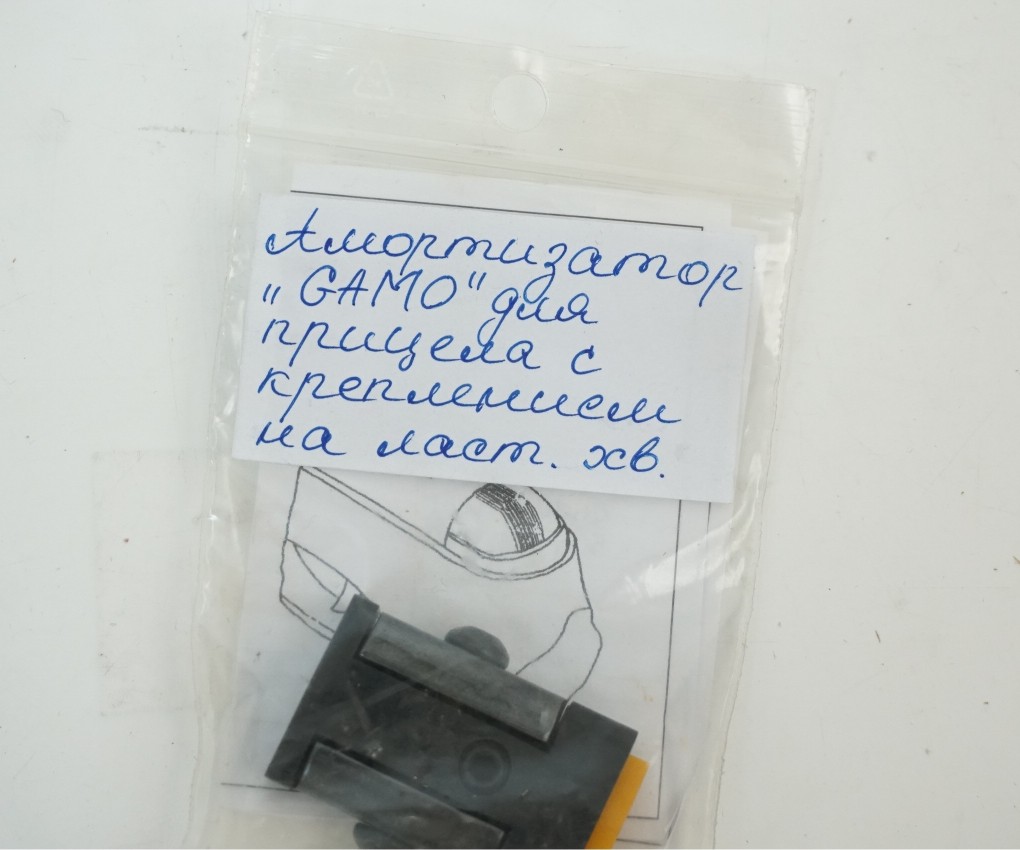 Амортизатор
„GAMO" для
прицела с
креплением
на ласт. хв.